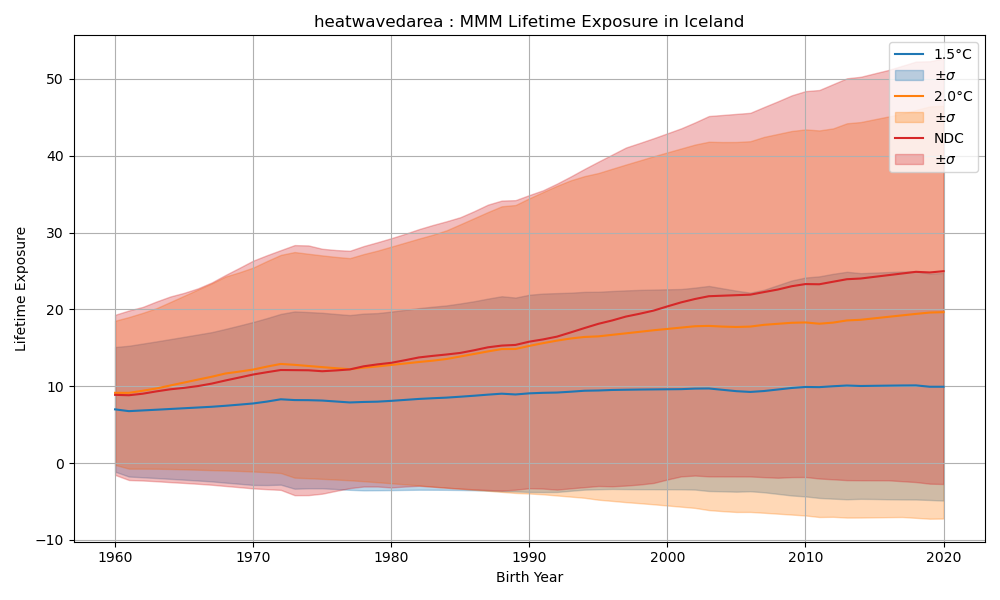 heatwavedarea : MMM Lifetime Exposure in Iceland
Lifetime Exposure
50
40
30
20
10
0
−10
1960
1970
1980
1990
2000
2010
2020
Birth Year
1.5°C
±σ
2.0°C
±σ
NDC
±σ